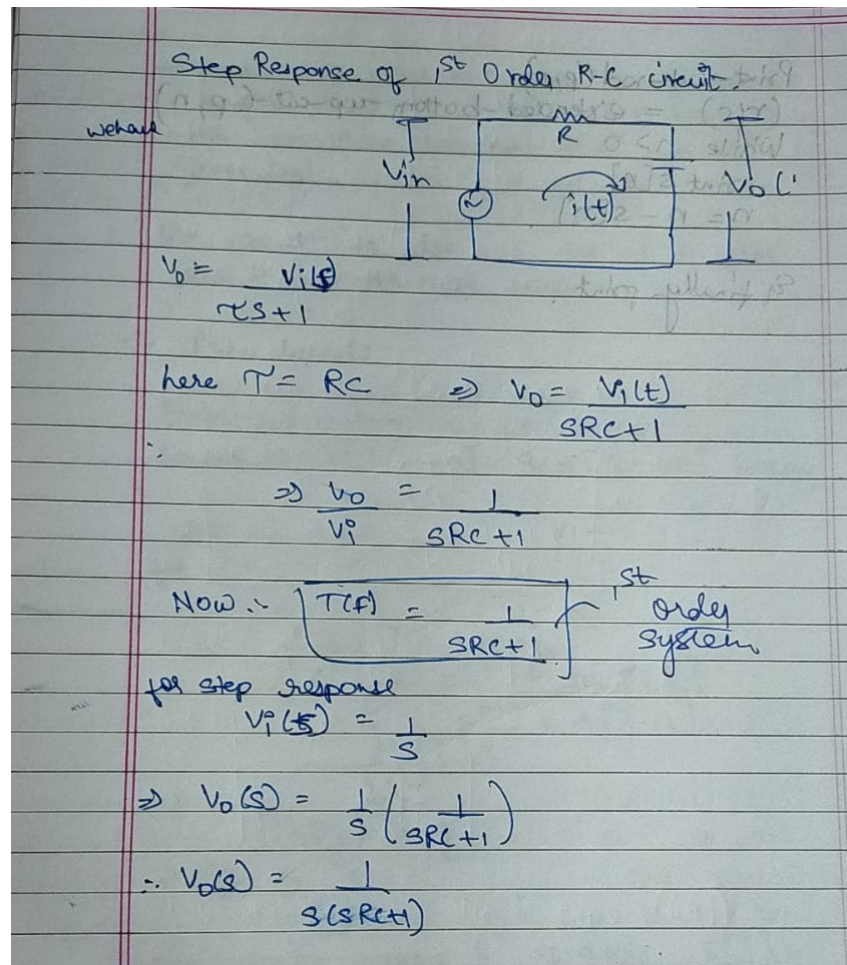 Step Response of 1st Order R-C circuit.
we have
R
Vin
i(t)
Vo (
Vo = Vi(s) / τS+1
here τ = RC ⇒ Vo = Vi(t) / SRC+1
∴
⇒ Vo / Vi = 1 / SRC+1
Now :- T(f) = 1 / SRC+1 1st order system
for step response
Vi(s) = 1 / S
⇒ Vo(s) = 1/S ( 1 / SRC+1 )
∴ Vo(s) = 1 / S(SRC+1)